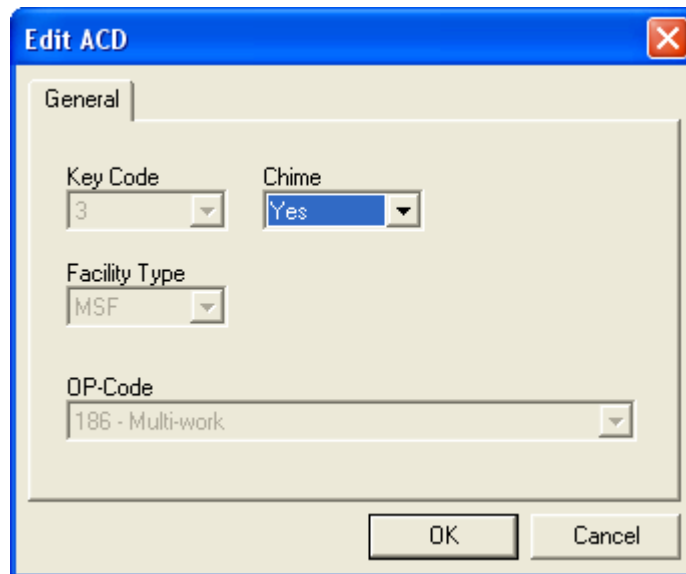 Edit ACD
General
Key Code Chime
3 Yes
Facility Type
MSF
OP-Code
186 - Multi-work
OK Cancel